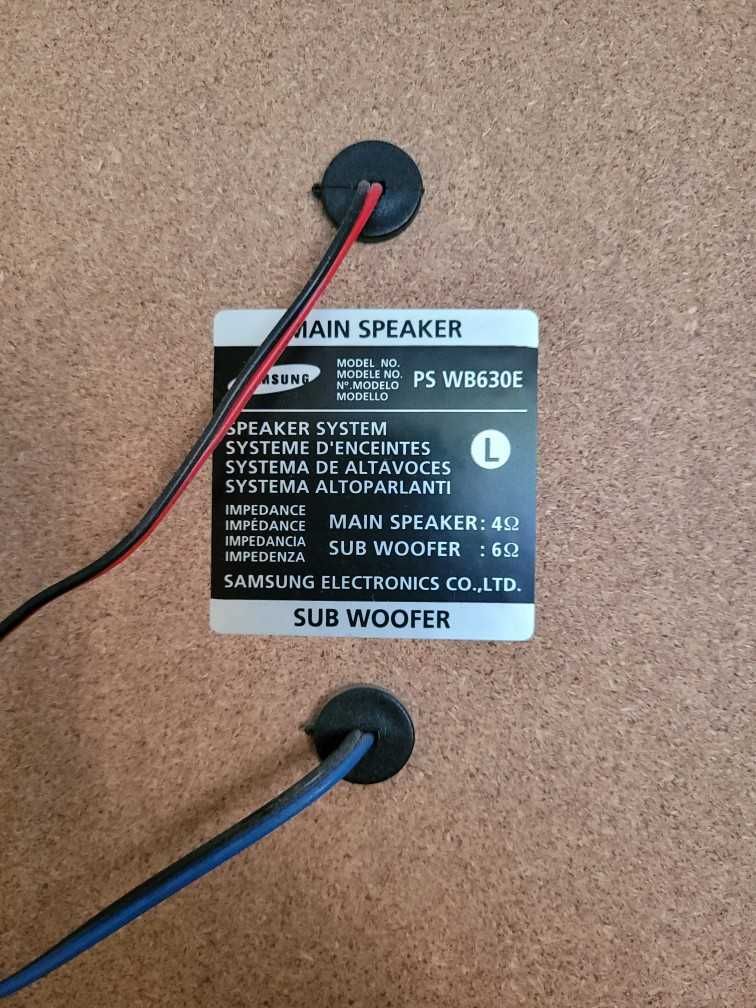 MAIN SPEAKER
SAMSUNG
MODEL NO.
MODELE NO.
Nº.MODELO
MODELLO
PS WB630E
SPEAKER SYSTEM
SYSTEME D'ENCEINTES
SYSTEMA DE ALTAVOCES
SYSTEMA ALTOPARLANTI
L
IMPEDANCE
IMPÉDANCE
IMPEDANCIA
IMPEDENZA
MAIN SPEAKER : 4Ω
SUB WOOFER : 6Ω
SAMSUNG ELECTRONICS CO.,LTD.
SUB WOOFER